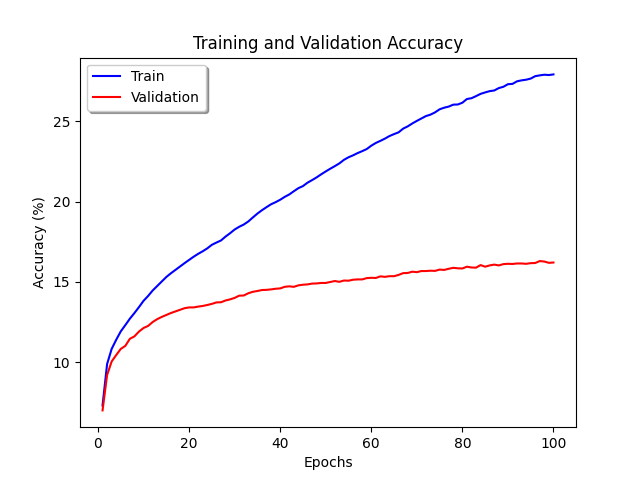 Training and Validation Accuracy
Train
Validation
Accuracy (%)
25
20
15
10
0 20 40 60 80 100
Epochs